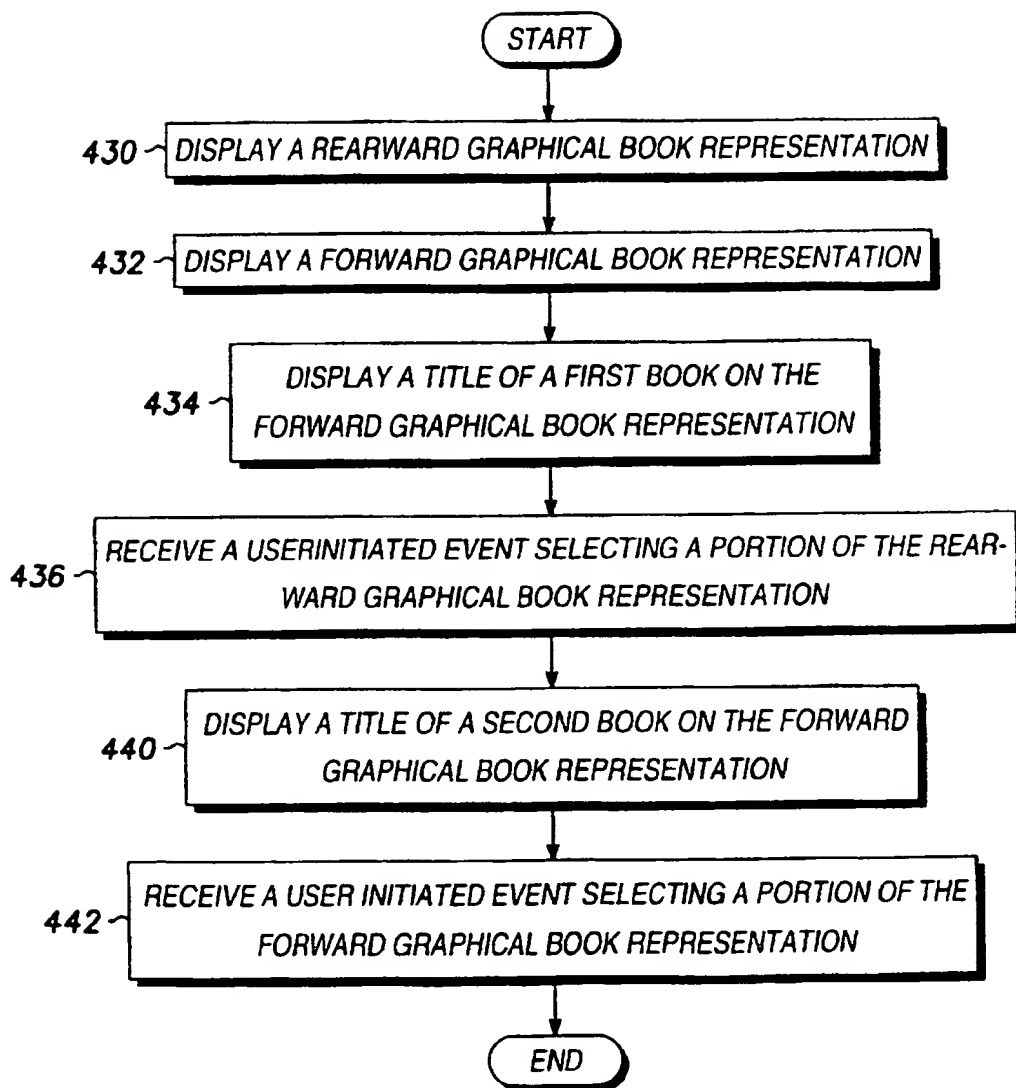 START
430 DISPLAY A REARWARD GRAPHICAL BOOK REPRESENTATION
432 DISPLAY A FORWARD GRAPHICAL BOOK REPRESENTATION
434 DISPLAY A TITLE OF A FIRST BOOK ON THE
FORWARD GRAPHICAL BOOK REPRESENTATION
436 RECEIVE A USERINITIATED EVENT SELECTING A PORTION OF THE REAR-
WARD GRAPHICAL BOOK REPRESENTATION
440 DISPLAY A TITLE OF A SECOND BOOK ON THE FORWARD
GRAPHICAL BOOK REPRESENTATION
442 RECEIVE A USER INITIATED EVENT SELECTING A PORTION OF THE
FORWARD GRAPHICAL BOOK REPRESENTATION
END